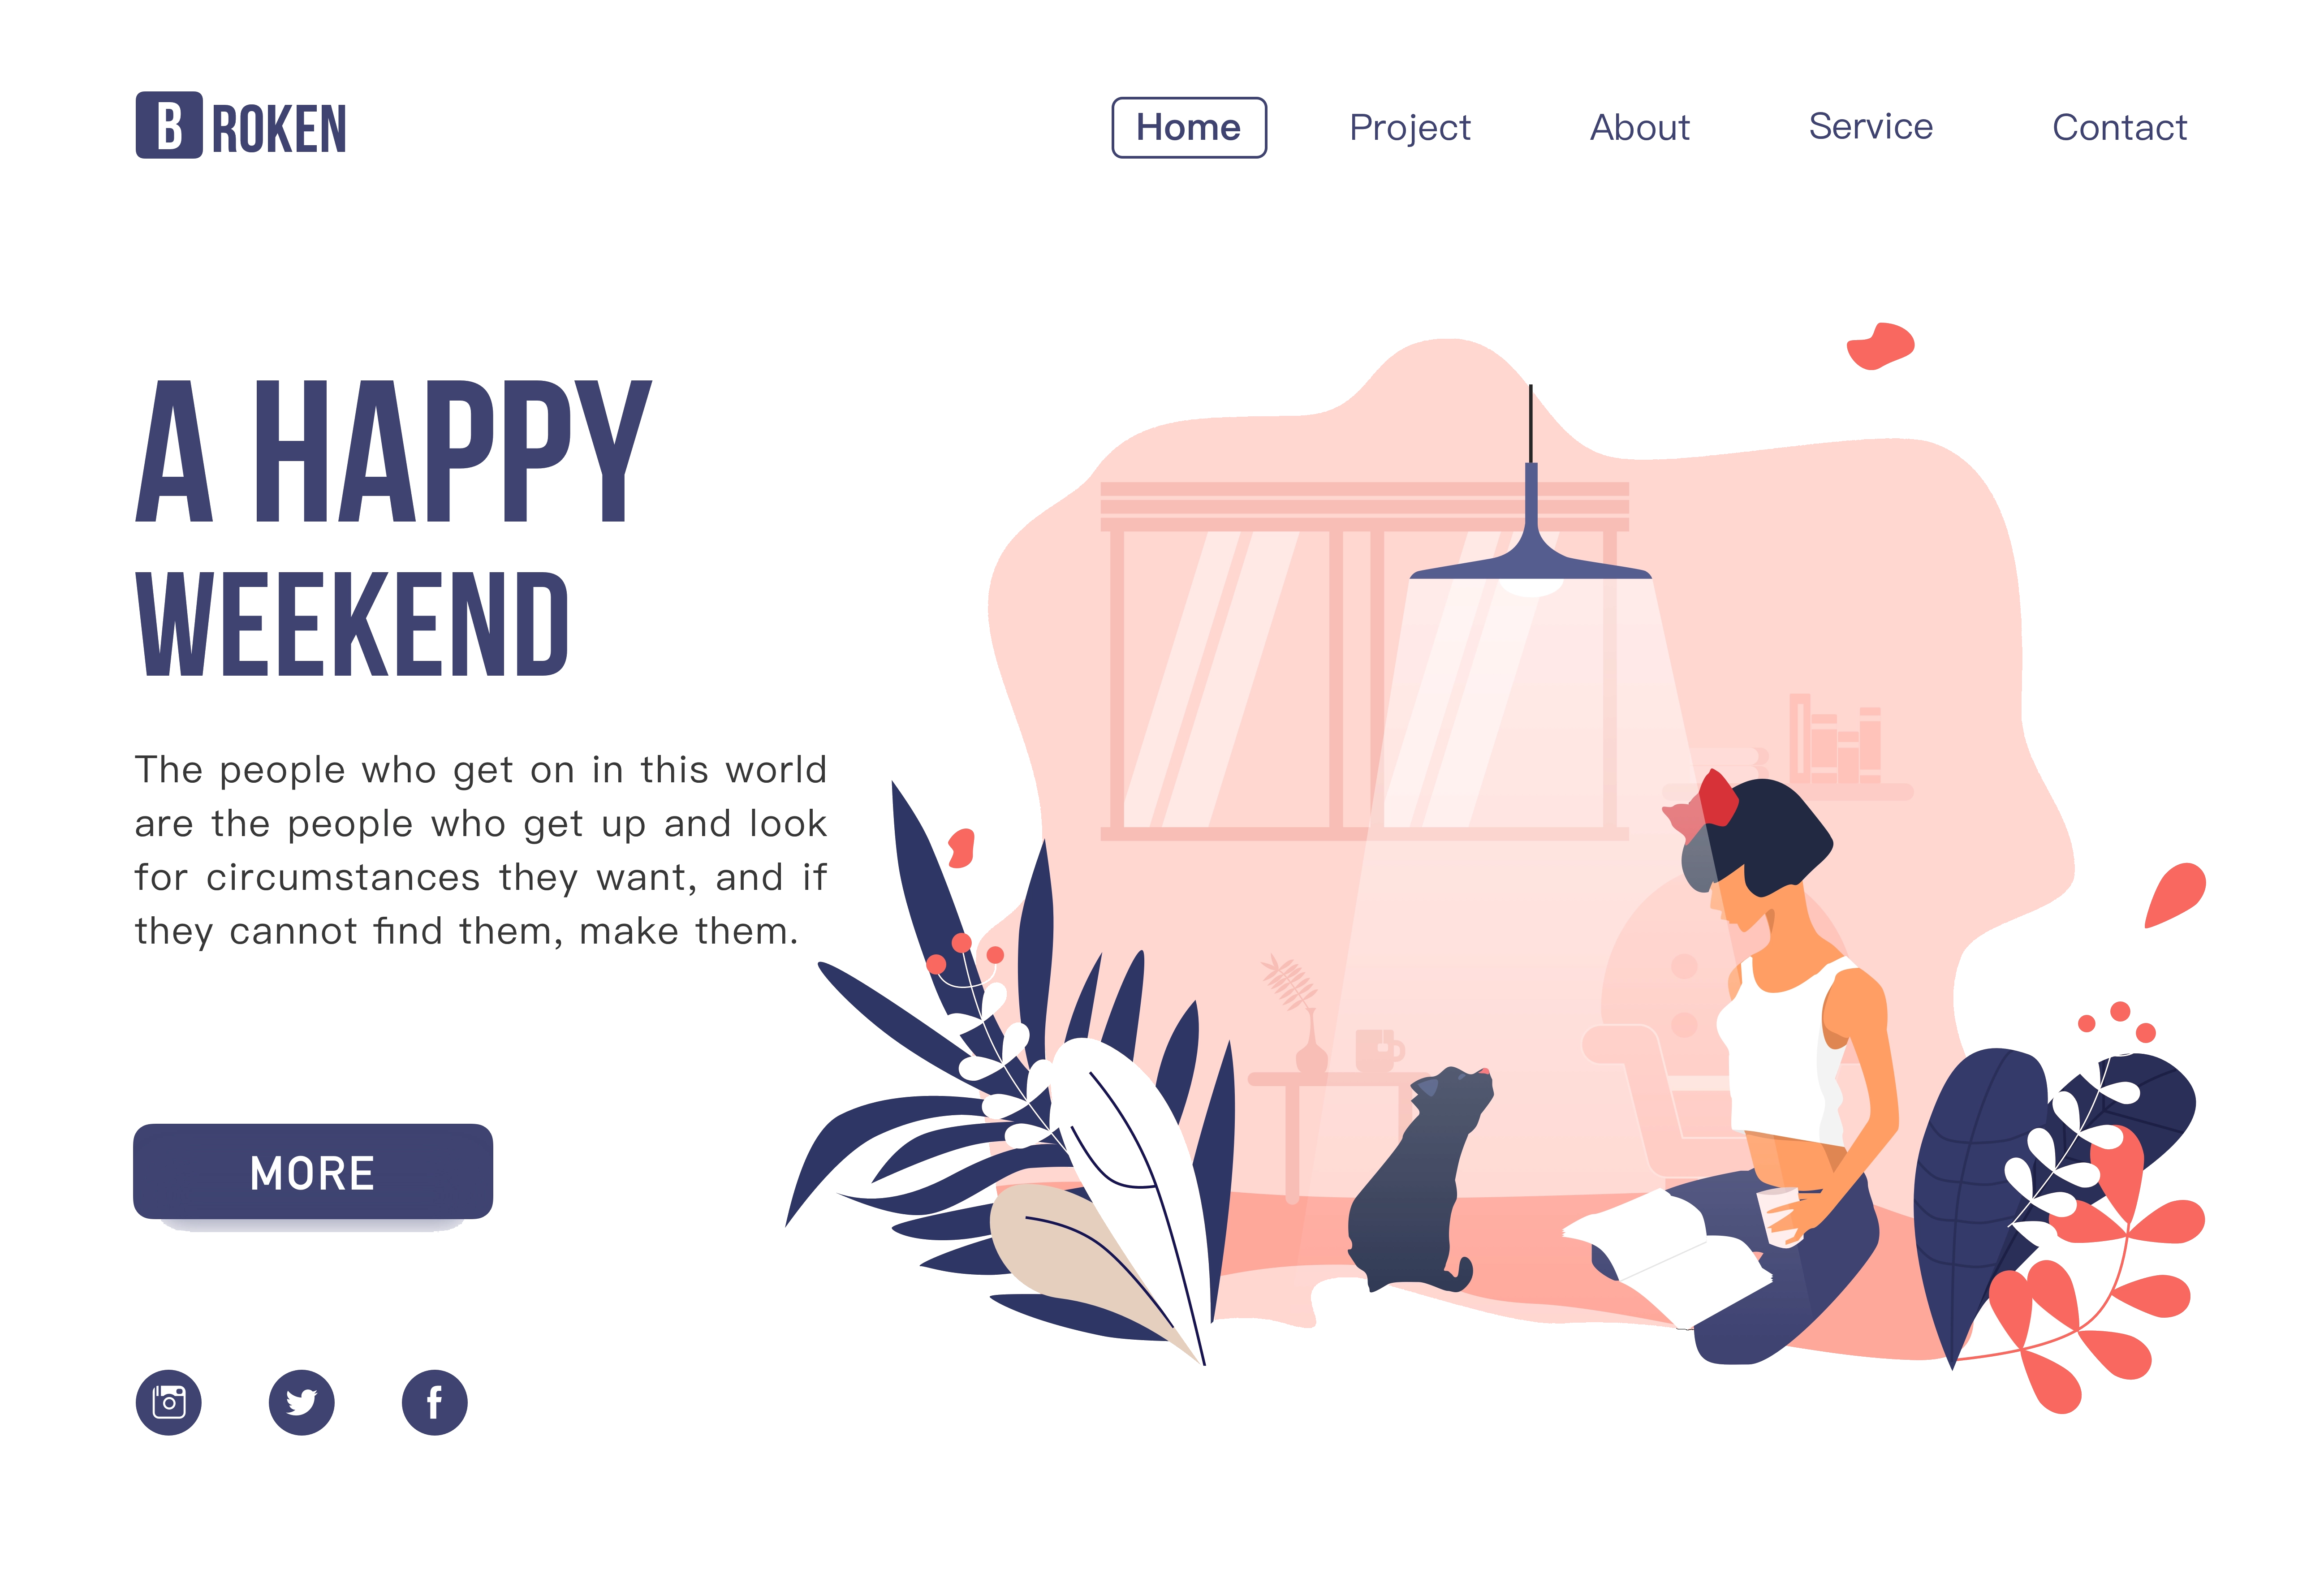 BROKEN
Home Project About Service Contact
A HAPPY
WEEKEND
The people who get on in this world
are the people who get up and look
for circumstances they want, and if
they cannot find them, make them.
MORE